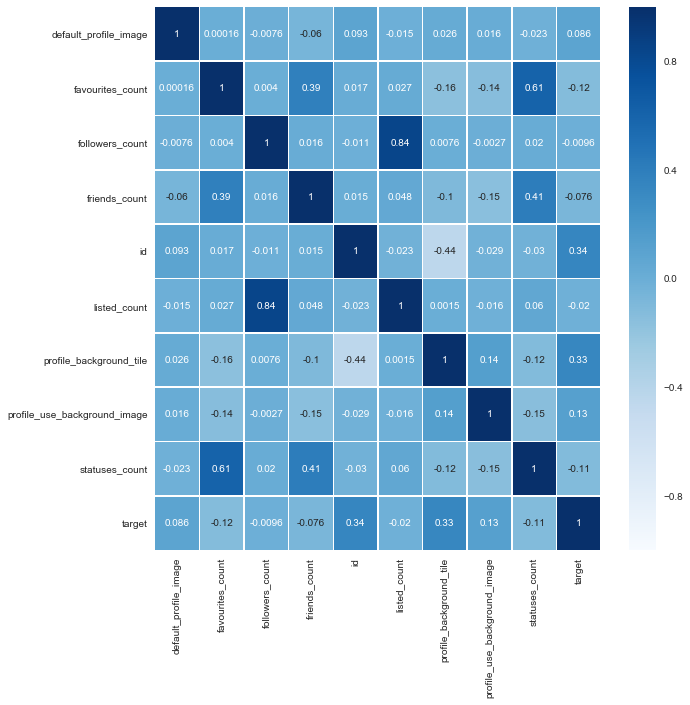 default_profile_image 1 0.00016 -0.0076 -0.06 0.093 -0.015 0.026 0.016 -0.023 0.086
favourites_count 0.00016 1 0.004 0.39 0.017 0.027 -0.16 -0.14 0.61 -0.12
followers_count -0.0076 0.004 1 0.016 -0.011 0.84 0.0076 -0.0027 0.02 -0.0096
friends_count -0.06 0.39 0.016 1 0.015 0.048 -0.1 -0.15 0.41 -0.076
id 0.093 0.017 -0.011 0.015 1 -0.023 -0.44 -0.029 -0.03 0.34
listed_count -0.015 0.027 0.84 0.048 -0.023 1 0.0015 -0.016 0.06 -0.02
profile_background_tile 0.026 -0.16 0.0076 -0.1 -0.44 0.0015 1 0.14 -0.12 0.33
profile_use_background_image 0.016 -0.14 -0.0027 -0.15 -0.029 -0.016 0.14 1 -0.15 0.13
statuses_count -0.023 0.61 0.02 0.41 -0.03 0.06 -0.12 -0.15 1 -0.11
target 0.086 -0.12 -0.0096 -0.076 0.34 -0.02 0.33 0.13 -0.11 1
default_profile_image
favourites_count
followers_count
friends_count
id
listed_count
profile_background_tile
profile_use_background_image
statuses_count
target
0.8
0.4
0.0
−0.4
−0.8